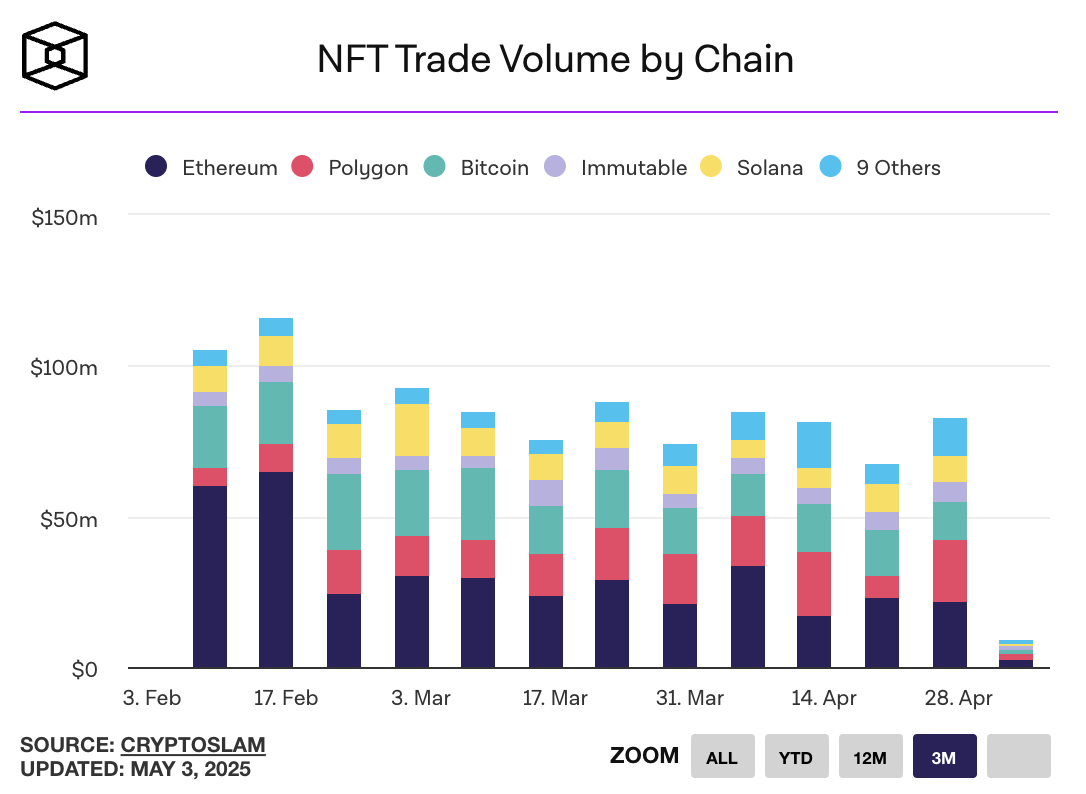 NFT Trade Volume by Chain
Ethereum Polygon Bitcoin Immutable Solana 9 Others
$150m
$100m
$50m
$0
3. Feb 17. Feb 3. Mar 17. Mar 31. Mar 14. Apr 28. Apr
SOURCE: CRYPTOSLAM
UPDATED: MAY 3, 2025
ZOOM ALL YTD 12M 3M